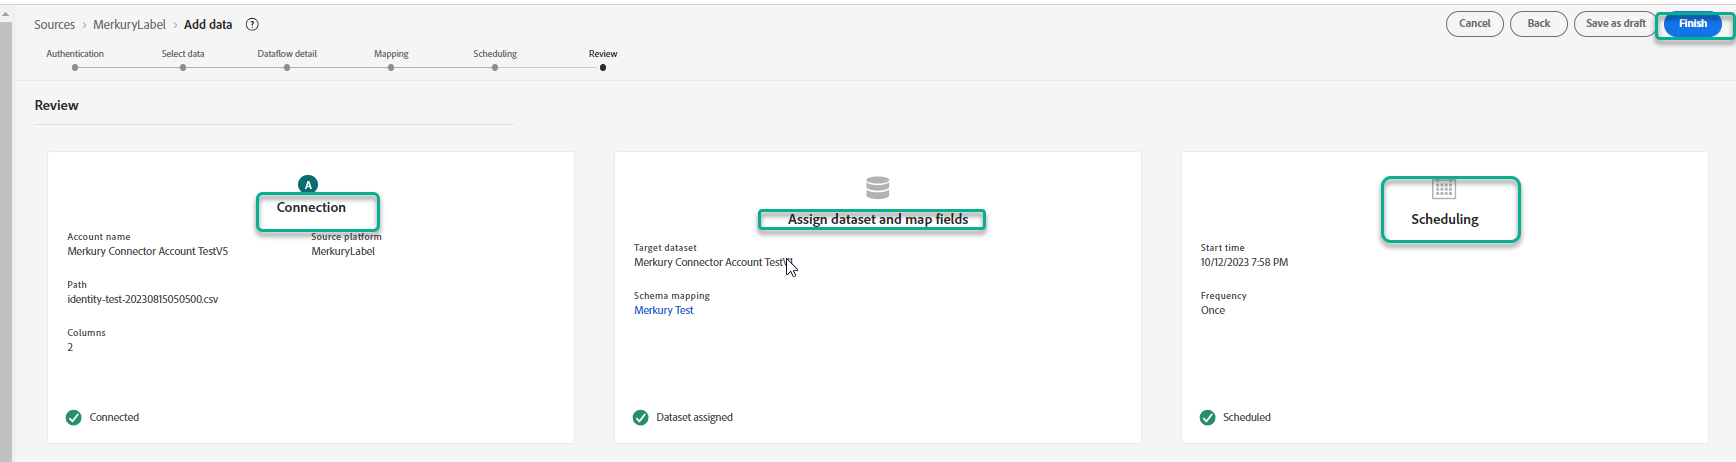 Sources > MerkuryLabel > Add data ?
Cancel
Back
Save as draft
Finish
Authentication
Select data
Dataflow detail
Mapping
Scheduling
Review
Review
A
Connection
Account name
Merkury Connector Account TestV5
Source platform
MerkuryLabel
Path
identity-test-20230815050500.csv
Columns
2
Connected
Assign dataset and map fields
Target dataset
Merkury Connector Account
Schema mapping
Merkury Test
Dataset assigned
Scheduling
Start time
10/12/2023 7:58 PM
Frequency
Once
Scheduled